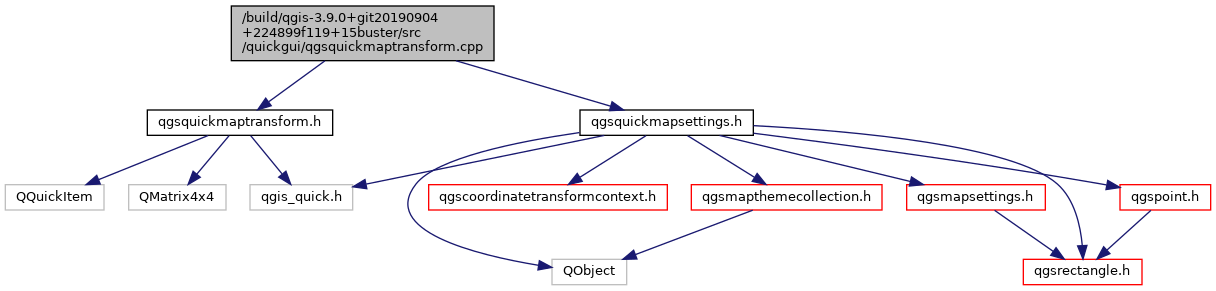 /build/qgis-3.9.0+git20190904
+224899f119+15buster/src
/quickgui/qgsquickmaptransform.cpp
qgsquickmaptransform.h
qgsquickmapsettings.h
QQuickItem
QMatrix4x4
qgis_quick.h
qgscoordinatetransformcontext.h
qgsmapthemecollection.h
qgsmapsettings.h
qgspoint.h
QObject
qgsrectangle.h